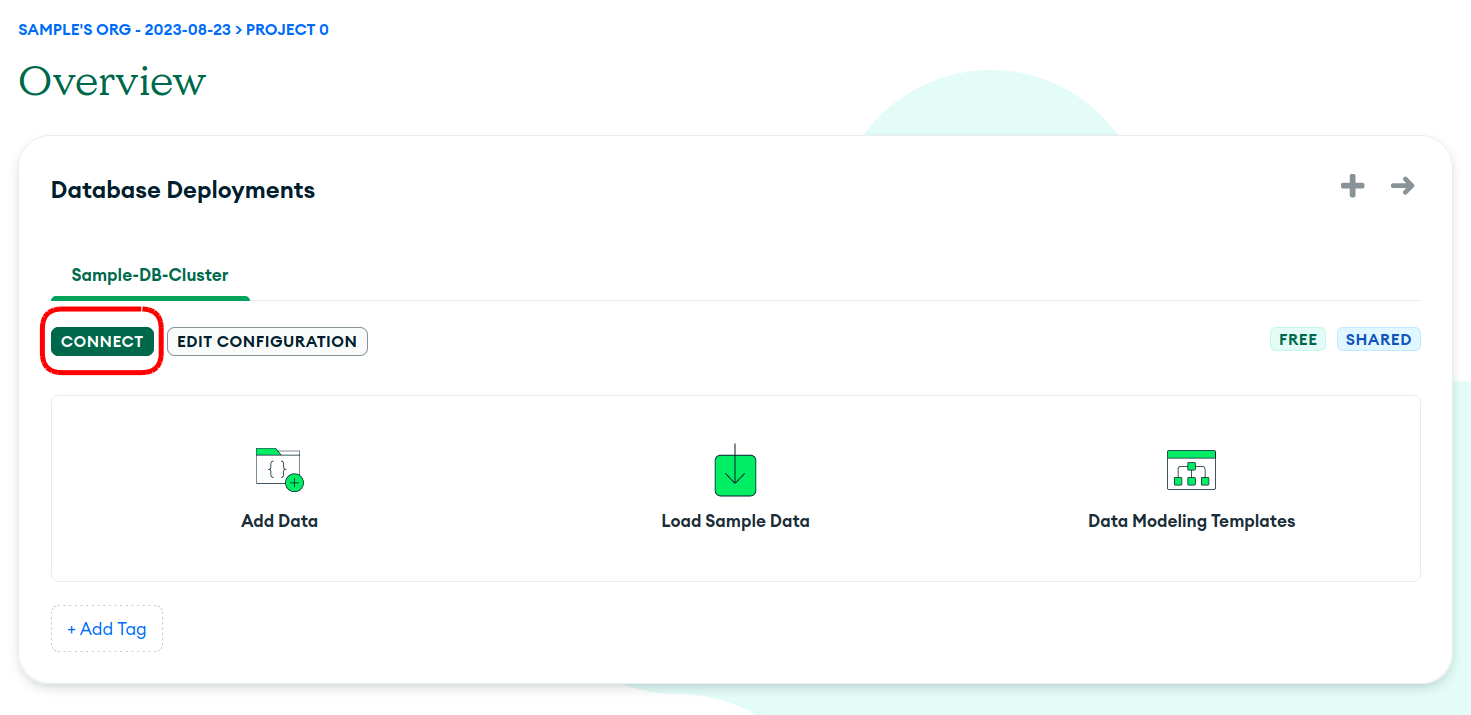 SAMPLE'S ORG - 2023-08-23 > PROJECT 0
Overview
Database Deployments
Sample-DB-Cluster
CONNECT EDIT CONFIGURATION FREE SHARED
{ }
Add Data Load Sample Data Data Modeling Templates
+ Add Tag